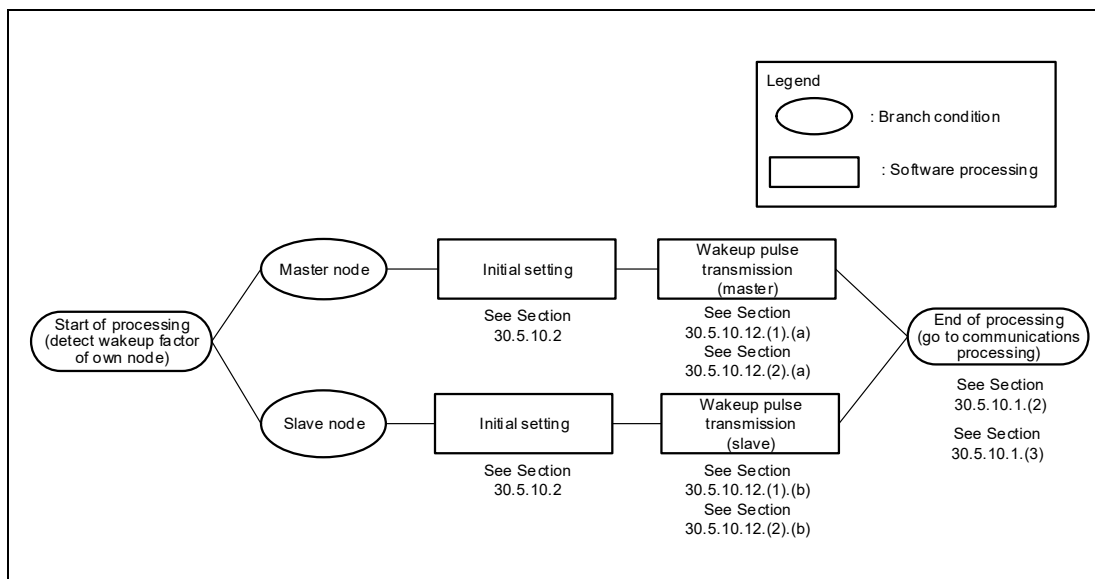 Legend
: Branch condition
: Software processing
Start of processing
(detect wakeup factor
of own node)
Master node
Initial setting
See Section
30.5.10.2
Wakeup pulse
transmission
(master)
See Section
30.5.10.12.(1).(a)
See Section
30.5.10.12.(2).(a)
Slave node
Initial setting
See Section
30.5.10.2
Wakeup pulse
transmission
(slave)
See Section
30.5.10.12.(1).(b)
See Section
30.5.10.12.(2).(b)
End of processing
(go to communications
processing)
See Section
30.5.10.1.(2)
See Section
30.5.10.1.(3)